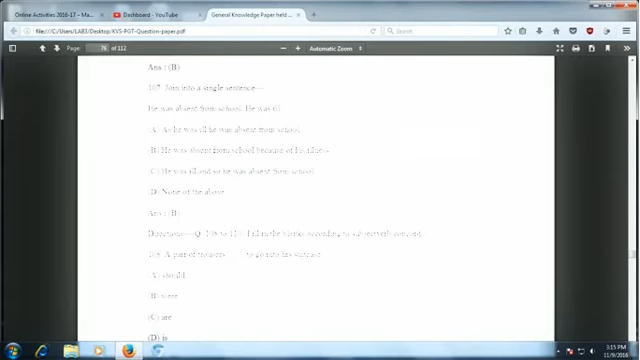 Online Activities 2016-17 – Ma...
Dashboard - YouTube
General Knowledge Paper held ...
file:///C:/Users/LAB3/Desktop/KVS-PGT-Question-paper.pdf
Search
Page: 76 of 112
Automatic Zoom
Ans : (B)
107. Join into a single sentence—
He was absent from school. He was ill.
(A) As he was ill he was absent from school
(B) He was absent from school because of his illness
(C) He was ill and so he was absent from school
(D) None of the above
Ans : (B)
Directions—(Q. 108 to Fill in the blanks according to subject-verb concord.
108. A pair of trousers to go into his suitcase
(A) should
(B) were
(C) are
(D) is
3:15 PM
11/9/2016